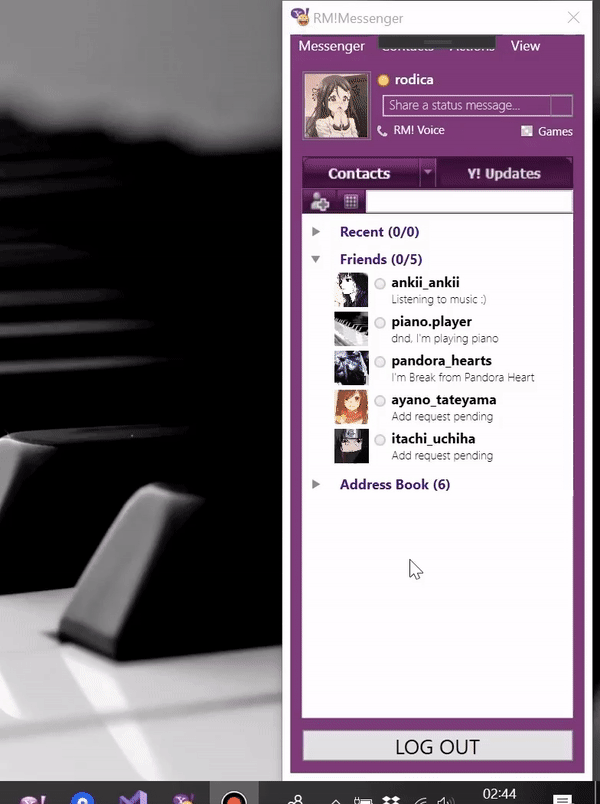 RM!Messenger
Messenger Contacts Actions View
rodica
Share a status message...
RM! Voice
Games
Contacts
Y! Updates
Recent (0/0)
Friends (0/5)
ankii_ankii
Listening to music :)
piano.player
dnd, I'm playing piano
pandora_hearts
I'm Break from Pandora Heart
ayano_tateyama
Add request pending
itachi_uchiha
Add request pending
Address Book (6)
LOG OUT
02:44